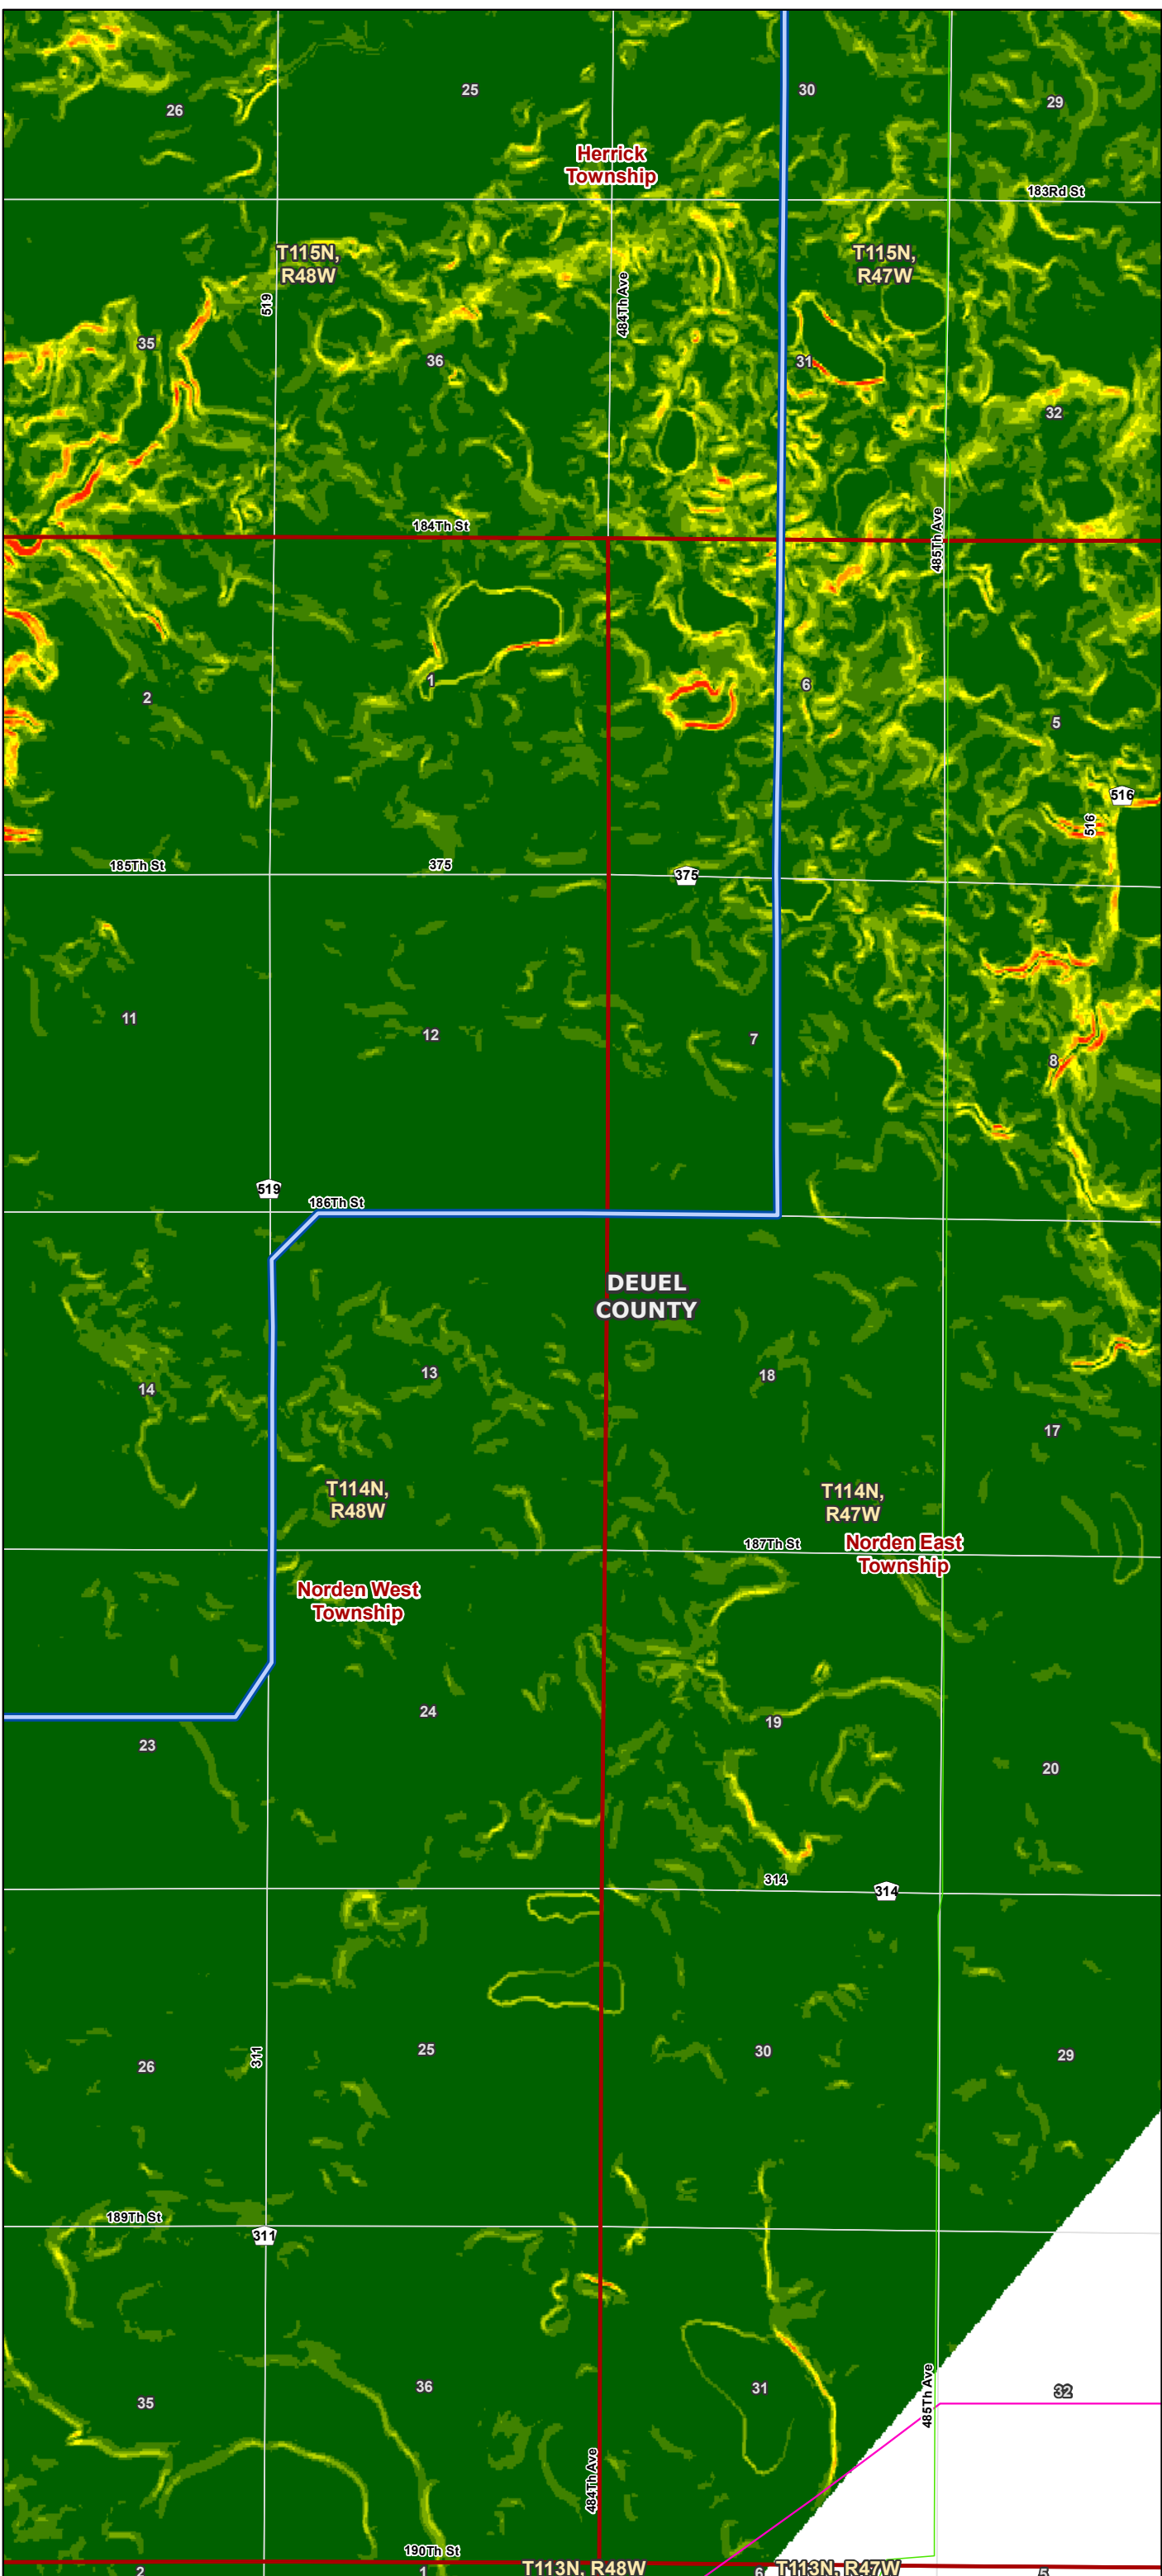 25
30
29
26
Herrick
Township
183Rd St
T115N,
R48W
T115N,
R47W
519
484Th Ave
35
36
31
32
184Th St
485Th Ave
1
2
6
5
516
516
185Th St
375
375
11
12
7
8
519
186Th St
DEUEL
COUNTY
14
13
18
17
T114N,
R48W
T114N,
R47W
187Th St
Norden East
Township
Norden West
Township
24
19
23
20
314
314
311
26
25
30
29
189Th St
311
35
36
31
32
485Th Ave
484Th Ave
190Th St
2
1
T113N, R48W
6
T113N, R47W
5